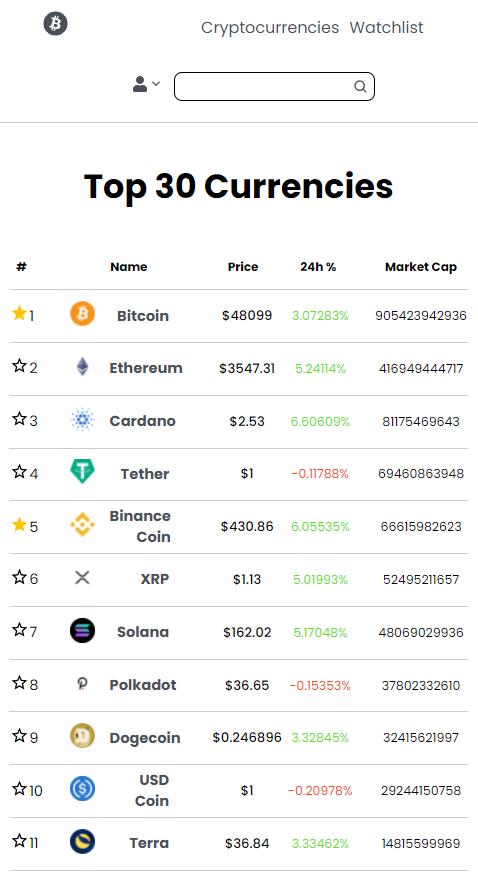 Cryptocurrencies Watchlist
Top 30 Currencies
# Name Price 24h % Market Cap
1 Bitcoin $48099 3.07283% 905423942936
2 Ethereum $3547.31 5.24114% 416949444717
3 Cardano $2.53 6.60609% 81175469643
4 Tether $1 -0.11788% 69460863948
5 Binance Coin $430.86 6.05535% 66615982623
6 XRP $1.13 5.01993% 52495211657
7 Solana $162.02 5.17048% 48069029936
8 Polkadot $36.65 -0.15353% 37802332610
9 Dogecoin $0.246896 3.32845% 32415621997
10 USD Coin $1 -0.20978% 29244150758
11 Terra $36.84 3.33462% 14815599969